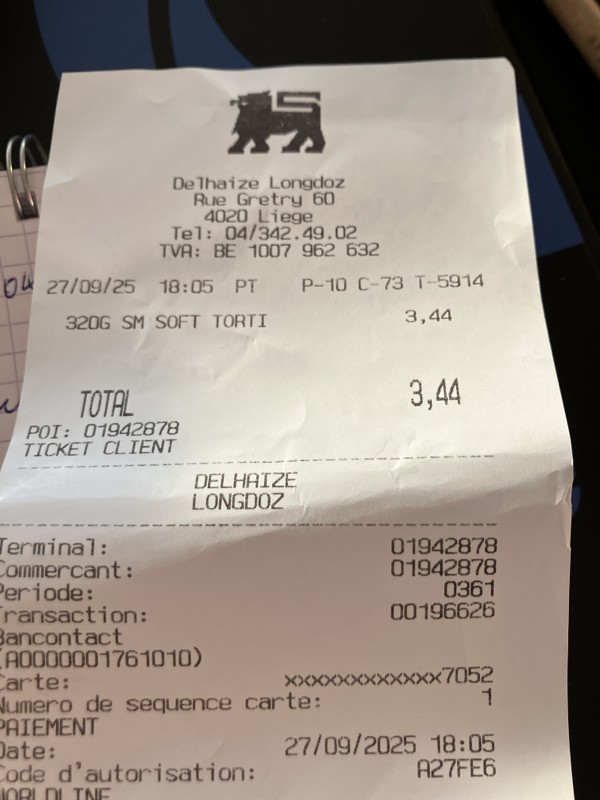 Delhaize Longdoz
Rue Gretry 60
4020 Liege
Tel: 04/342.49.02
TVA: BE 1007 962 632
27/09/25 18:05 PT P-10 C-73 T-5914
320G SM SOFT TORTI 3,44
TOTAL 3,44
POI: 01942878
TICKET CLIENT
DELHAIZE
LONGDOZ
Terminal: 01942878
Commercant: 01942878
Periode: 0361
Transaction: 00196626
Bancontact
(A0000001761010)
Carte: xxxxxxxxxxxxx7052
Numero de sequence carte: 1
PAIEMENT
Date: 27/09/2025 18:05
Code d'autorisation: A27FE6
WORLDLINE